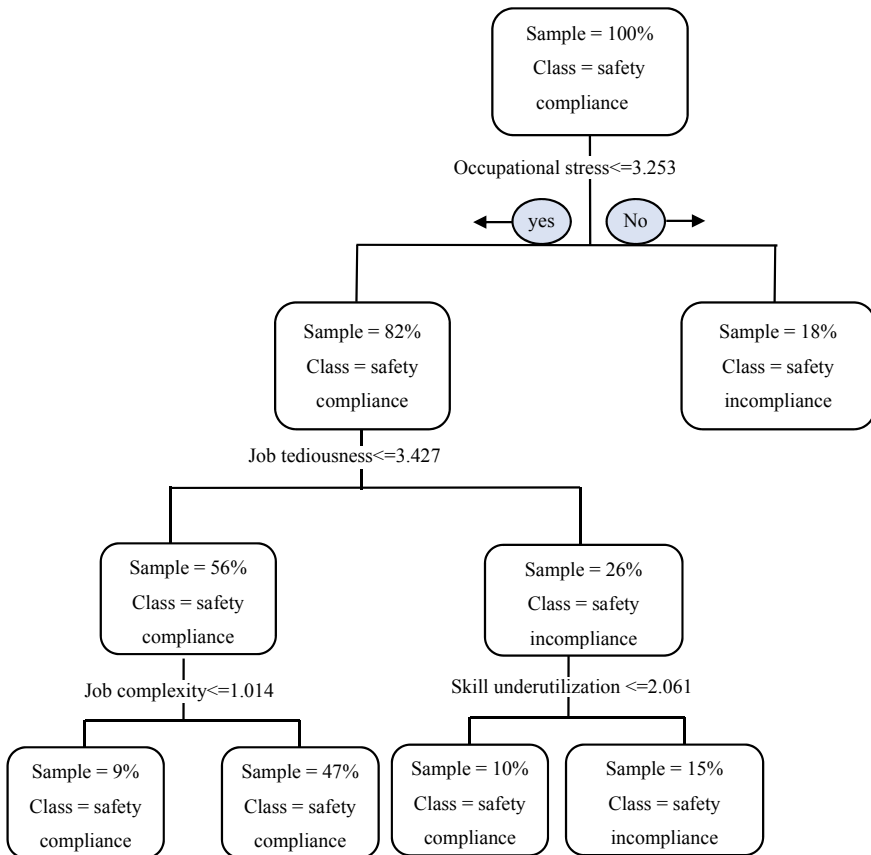 Sample = 100%
Class = safety
compliance
Occupational stress<=3.253
yes
No
Sample = 82%
Class = safety
compliance
Sample = 18%
Class = safety
incompliance
Job tediousness<=3.427
Sample = 56%
Class = safety
compliance
Sample = 26%
Class = safety
incompliance
Job complexity<=1.014
Skill underutilization <=2.061
Sample = 9%
Class = safety
compliance
Sample = 47%
Class = safety
compliance
Sample = 10%
Class = safety
compliance
Sample = 15%
Class = safety
incompliance